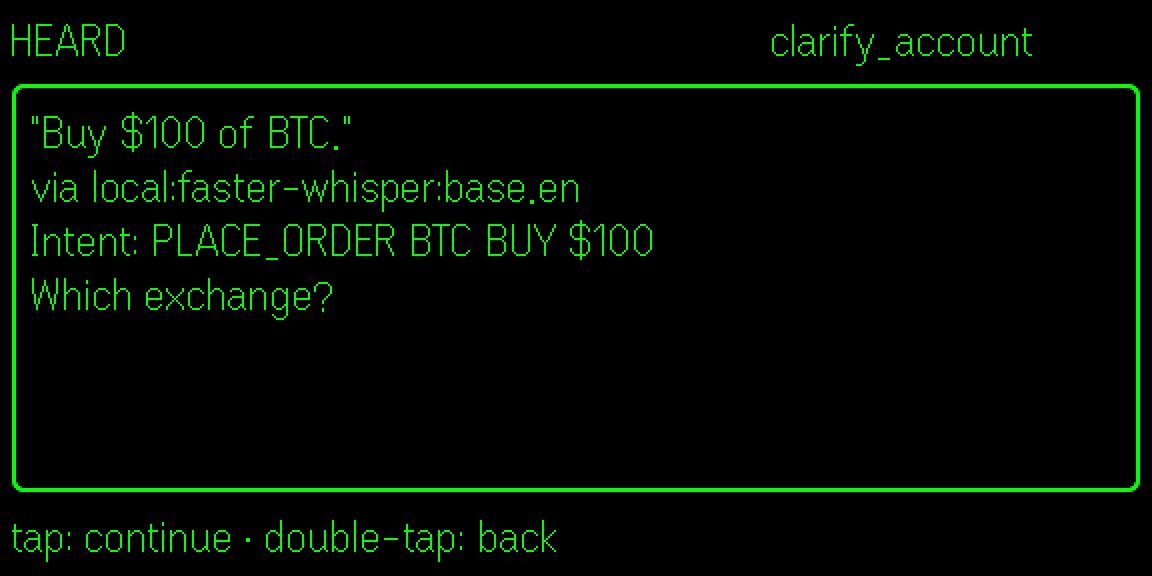 HEARD clarify_account
"Buy $100 of BTC."
via local:faster-whisper:base.en
Intent: PLACE_ORDER BTC BUY $100
Which exchange?
tap: continue · double-tap: back